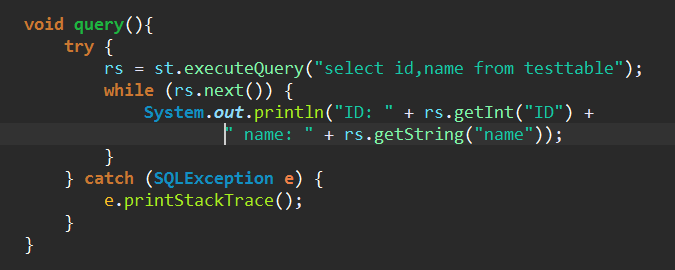 void query(){
try {
rs = st.executeQuery("select id,name from testtable");
while (rs.next()) {
System.out.println("ID: " + rs.getInt("ID") +
" name: " + rs.getString("name"));
}
} catch (SQLException e) {
e.printStackTrace();
}
}